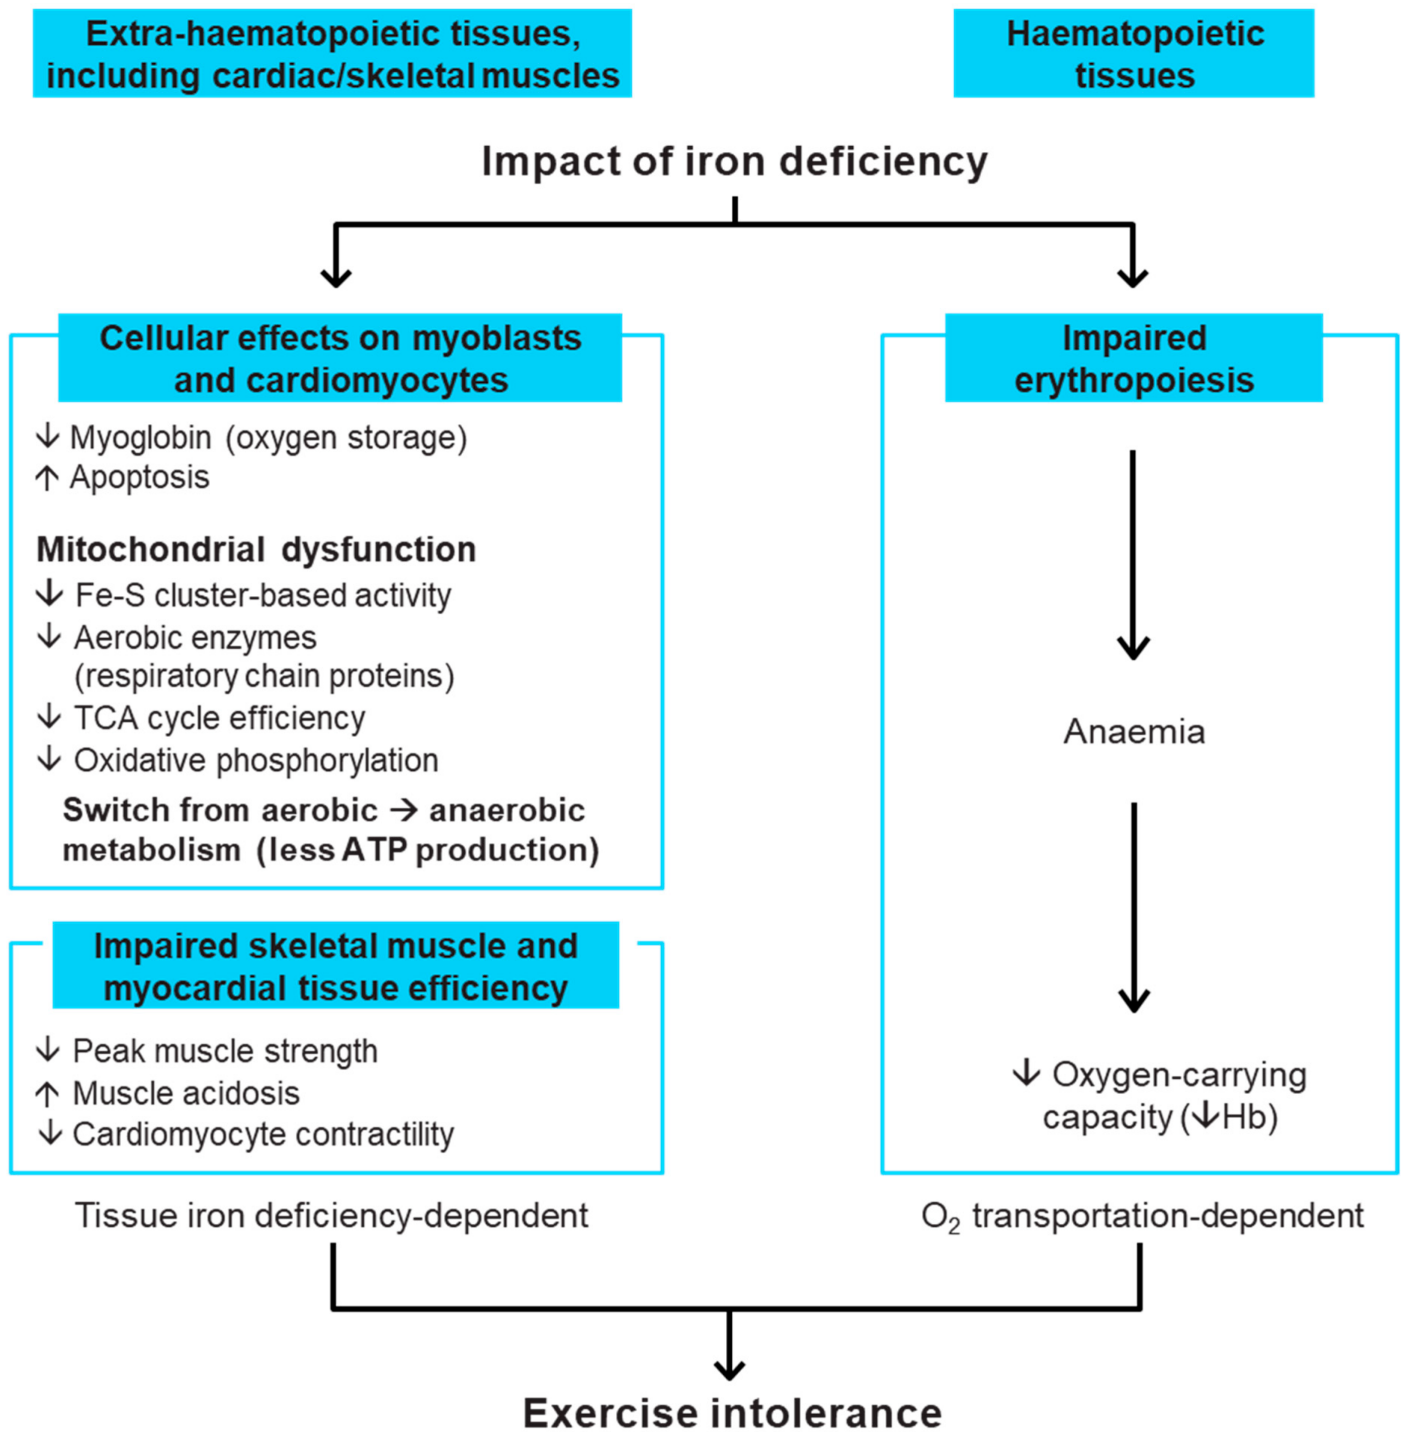 Extra-haematopoietic tissues,
including cardiac/skeletal muscles
Haematopoietic
tissues
Impact of iron deficiency
Cellular effects on myoblasts
and cardiomyocytes
↓ Myoglobin (oxygen storage)
↑ Apoptosis
Mitochondrial dysfunction
↓ Fe-S cluster-based activity
↓ Aerobic enzymes
(respiratory chain proteins)
↓ TCA cycle efficiency
↓ Oxidative phosphorylation
Switch from aerobic → anaerobic
metabolism (less ATP production)
Impaired skeletal muscle and
myocardial tissue efficiency
↓ Peak muscle strength
↑ Muscle acidosis
↓ Cardiomyocyte contractility
Tissue iron deficiency-dependent
Impaired
erythropoiesis
Anaemia
↓ Oxygen-carrying
capacity (↓Hb)
O₂ transportation-dependent
Exercise intolerance